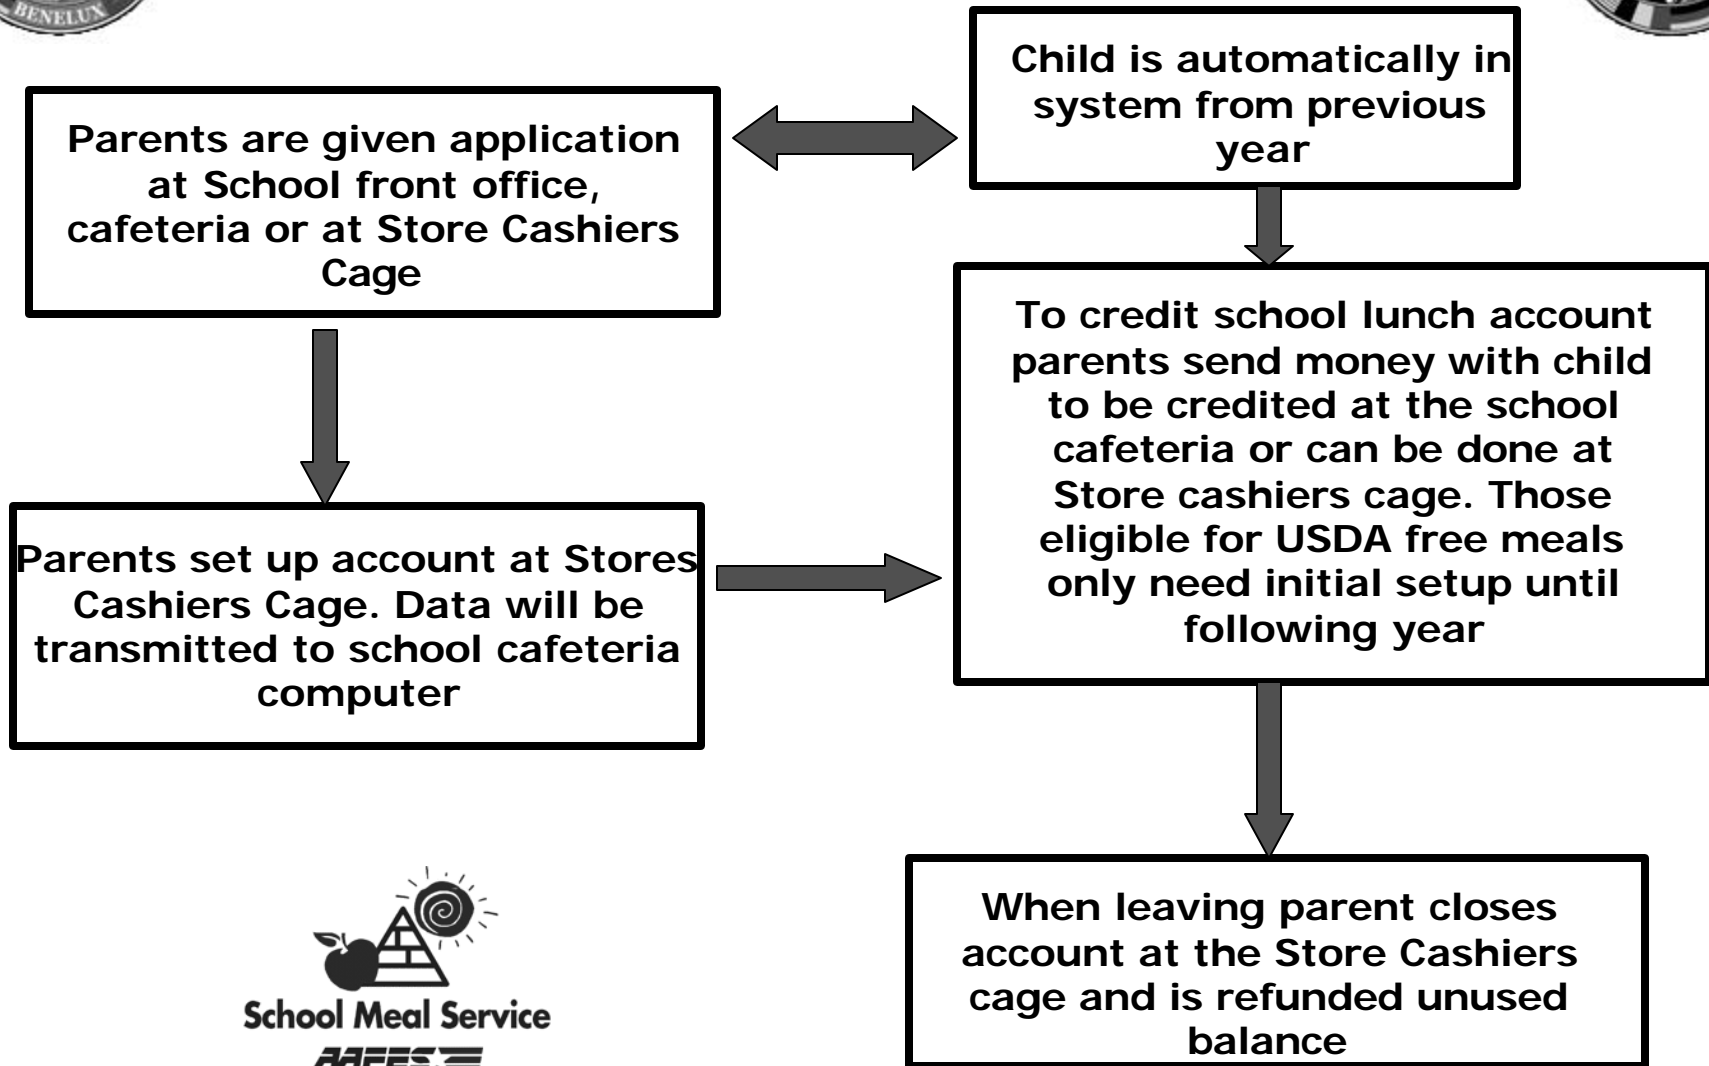 BENELUX
Child is automatically in
system from previous
year
Parents are given application
at School front office,
cafeteria or at Store Cashiers
Cage
To credit school lunch account
parents send money with child
to be credited at the school
cafeteria or can be done at
Store cashiers cage. Those
eligible for USDA free meals
only need initial setup until
following year
Parents set up account at Stores
Cashiers Cage. Data will be
transmitted to school cafeteria
computer
When leaving parent closes
account at the Store Cashiers
cage and is refunded unused
balance
School Meal Service
AAFES